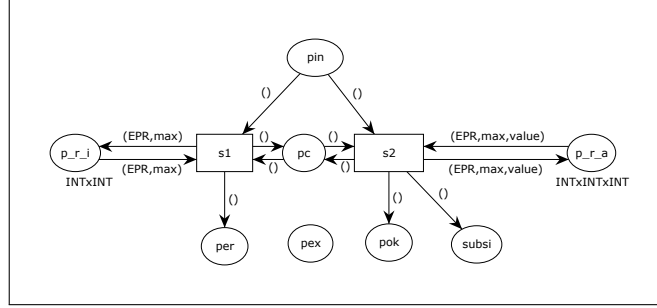 pin
() ()
(EPR,max) () () (EPR,max,value)
p_r_i s1 pc s2 p_r_a
(EPR,max) () () (EPR,max,value)
INTxINT INTxINTxINT
() () ()
per pex pok subsi